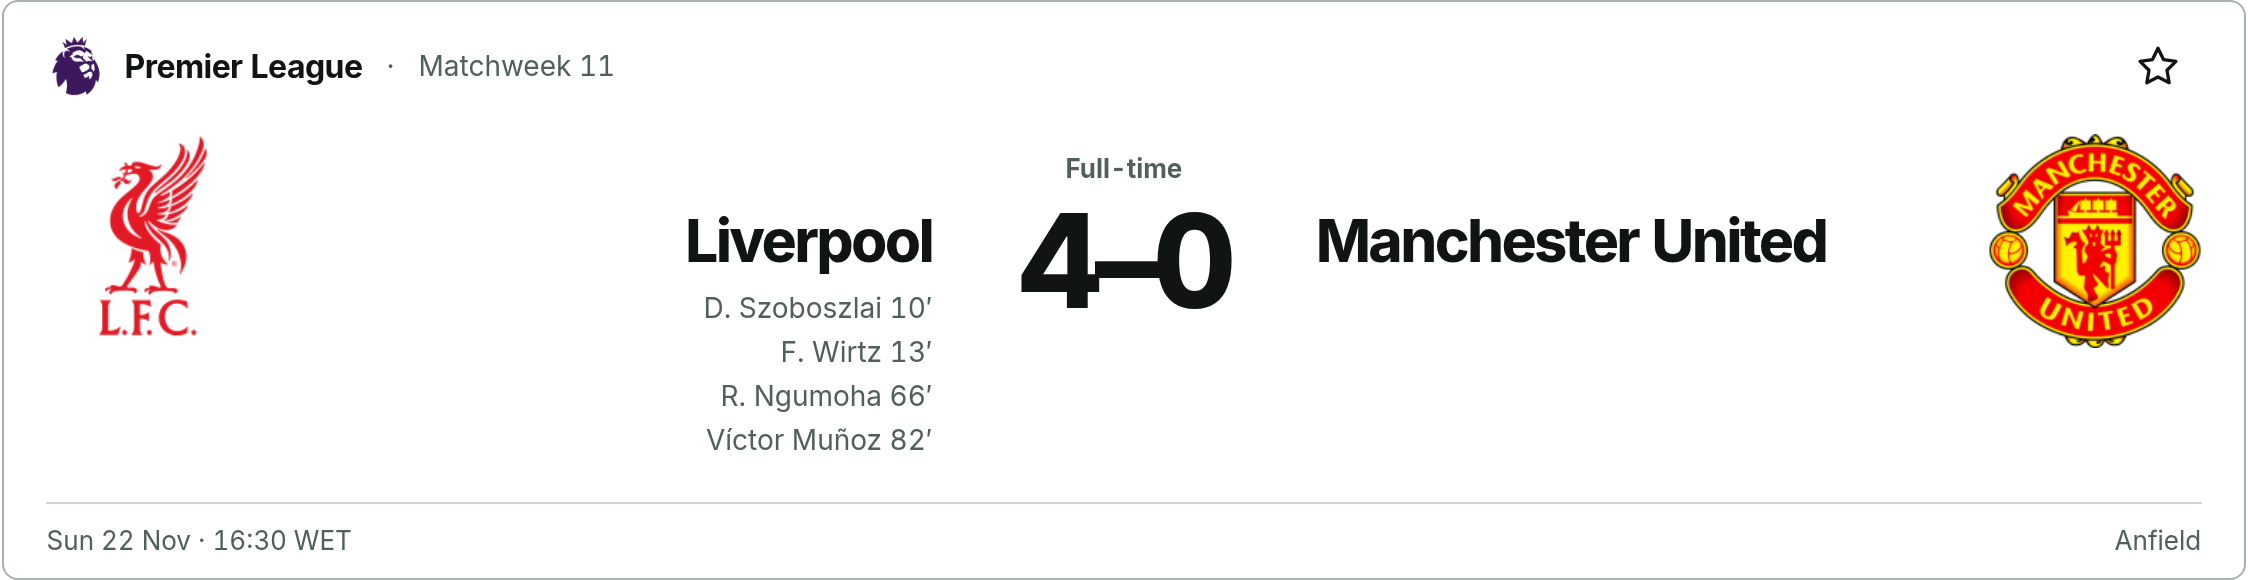 Premier League · Matchweek 11
L.F.C.
Full-time
Liverpool 4–0 Manchester United
D. Szoboszlai 10′
F. Wirtz 13′
R. Ngumoha 66′
Víctor Muñoz 82′
MANCHESTER
UNITED
Sun 22 Nov · 16:30 WET
Anfield